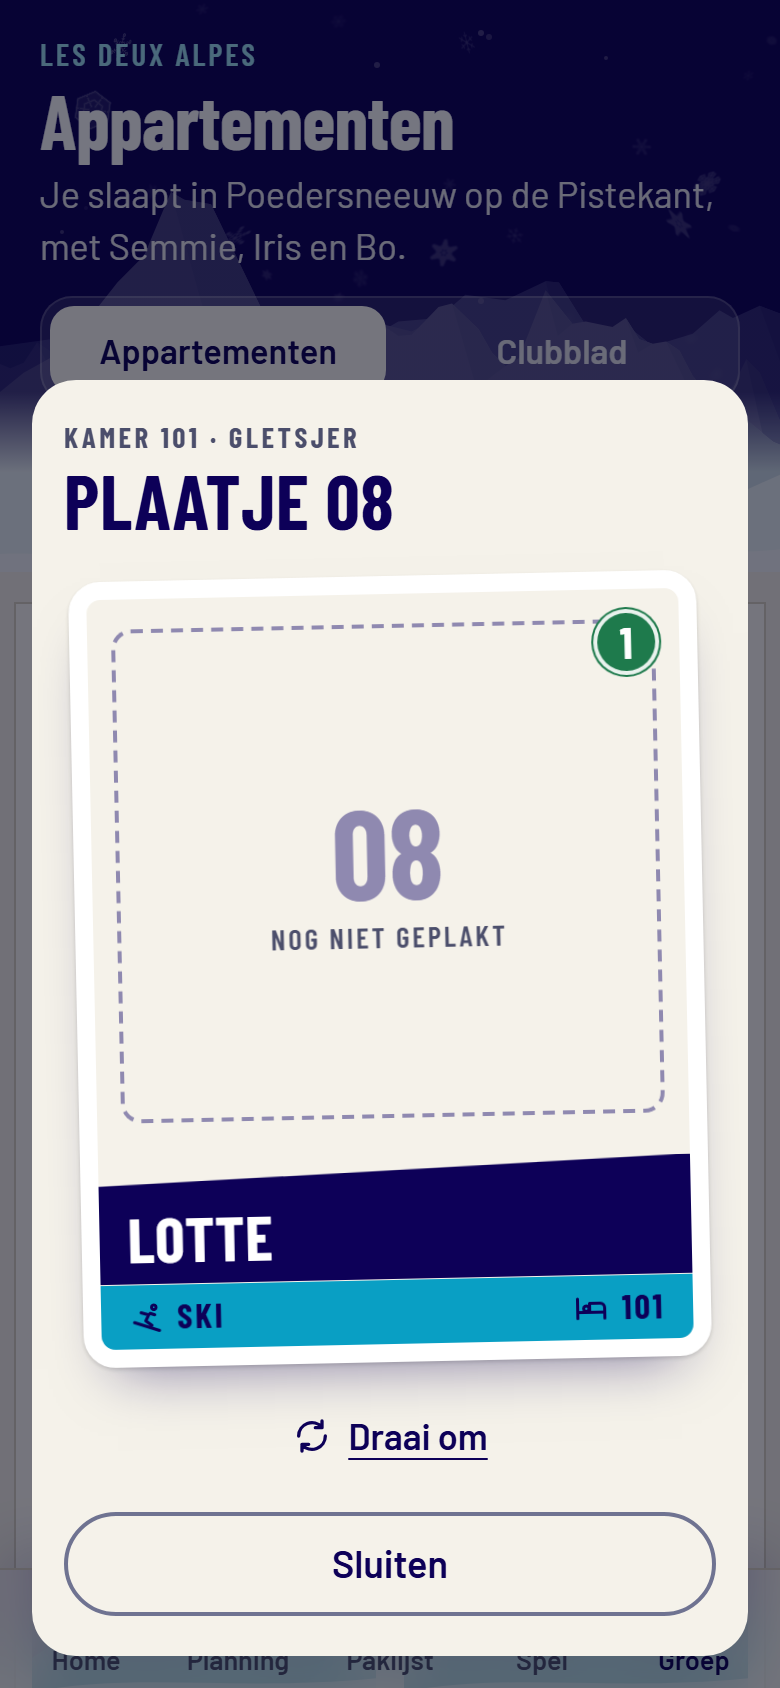 LES DEUX ALPES
Appartementen
Je slaapt in Poedersneeuw op de Pistekant,
met Semmie, Iris en Bo.
Appartementen
Clubblad
KAMER 101 · GLETSJER
PLAATJE 08
1
08
NOG NIET GEPLAKT
LOTTE
SKI
101
Draai om
Sluiten
Home
Planning
Paklijst
Spel
Groep